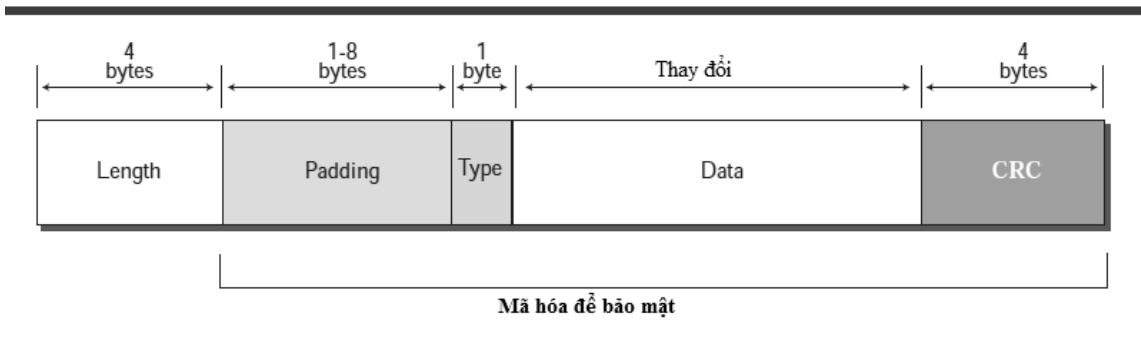 4
bytes
1-8
bytes
1
byte
Thay đổi
4
bytes
Length
Padding
Type
Data
CRC
Mã hóa để bảo mật